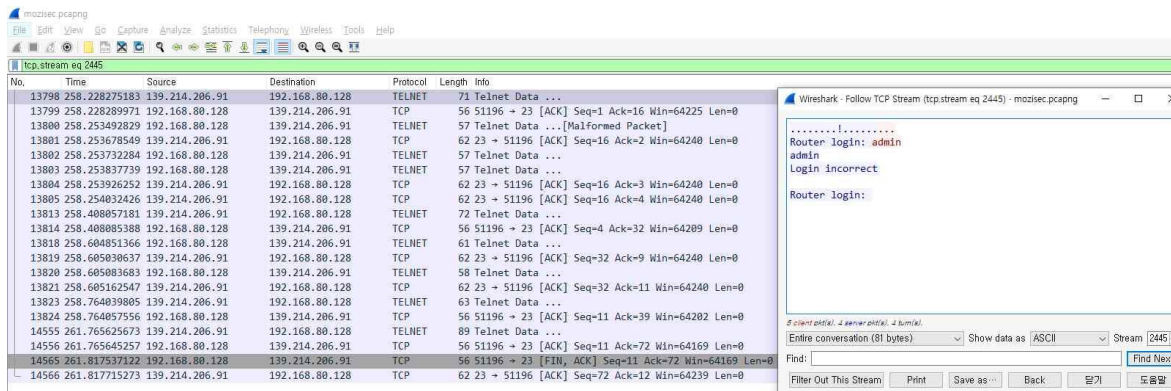 mozisec.pcapng
File Edit View Go Capture Analyze Statistics Telephony Wireless Tools Help
tcp.stream eq 2445
No. Time Source Destination Protocol Length Info
13798 258.228275183 139.214.206.91 192.168.80.128 TELNET 71 Telnet Data ...
13799 258.228289971 192.168.80.128 139.214.206.91 TCP 56 51196 → 23 [ACK] Seq=1 Ack=16 Win=64225 Len=0
13800 258.253492829 192.168.80.128 139.214.206.91 TELNET 57 Telnet Data ...[Malformed Packet]
13801 258.253678549 139.214.206.91 192.168.80.128 TCP 62 23 → 51196 [ACK] Seq=16 Ack=2 Win=64240 Len=0
13802 258.253732284 192.168.80.128 139.214.206.91 TELNET 57 Telnet Data ...
13803 258.253837739 192.168.80.128 139.214.206.91 TELNET 57 Telnet Data ...
13804 258.253926252 139.214.206.91 192.168.80.128 TCP 62 23 → 51196 [ACK] Seq=16 Ack=3 Win=64240 Len=0
13805 258.254032426 139.214.206.91 192.168.80.128 TCP 62 23 → 51196 [ACK] Seq=16 Ack=4 Win=64240 Len=0
13813 258.408057181 139.214.206.91 192.168.80.128 TELNET 72 Telnet Data ...
13814 258.408085388 192.168.80.128 139.214.206.91 TCP 56 51196 → 23 [ACK] Seq=4 Ack=32 Win=64209 Len=0
13818 258.604851366 192.168.80.128 139.214.206.91 TELNET 61 Telnet Data ...
13819 258.605030637 139.214.206.91 192.168.80.128 TCP 62 23 → 51196 [ACK] Seq=32 Ack=9 Win=64240 Len=0
13820 258.605083683 192.168.80.128 139.214.206.91 TELNET 58 Telnet Data ...
13821 258.605162547 139.214.206.91 192.168.80.128 TCP 62 23 → 51196 [ACK] Seq=32 Ack=11 Win=64240 Len=0
13823 258.764039805 139.214.206.91 192.168.80.128 TELNET 63 Telnet Data ...
13824 258.764057556 192.168.80.128 139.214.206.91 TCP 56 51196 → 23 [ACK] Seq=11 Ack=39 Win=64202 Len=0
14555 261.765625673 139.214.206.91 192.168.80.128 TELNET 89 Telnet Data ...
14556 261.765645257 192.168.80.128 139.214.206.91 TCP 56 51196 → 23 [ACK] Seq=11 Ack=72 Win=64169 Len=0
14565 261.817537122 192.168.80.128 139.214.206.91 TCP 56 51196 → 23 [FIN, ACK] Seq=11 Ack=72 Win=64169 Len=0
14566 261.817715273 139.214.206.91 192.168.80.128 TCP 62 23 → 51196 [ACK] Seq=72 Ack=12 Win=64239 Len=0
Wireshark · Follow TCP Stream (tcp.stream eq 2445) · mozisec.pcapng
........!.........
Router login: admin
admin
Login incorrect
Router login:
5 client pkt(s), 4 server pkt(s), 4 turn(s).
Entire conversation (81 bytes) Show data as ASCII Stream 2445
Find: Find Next
Filter Out This Stream Print Save as… Back 닫기 도움말